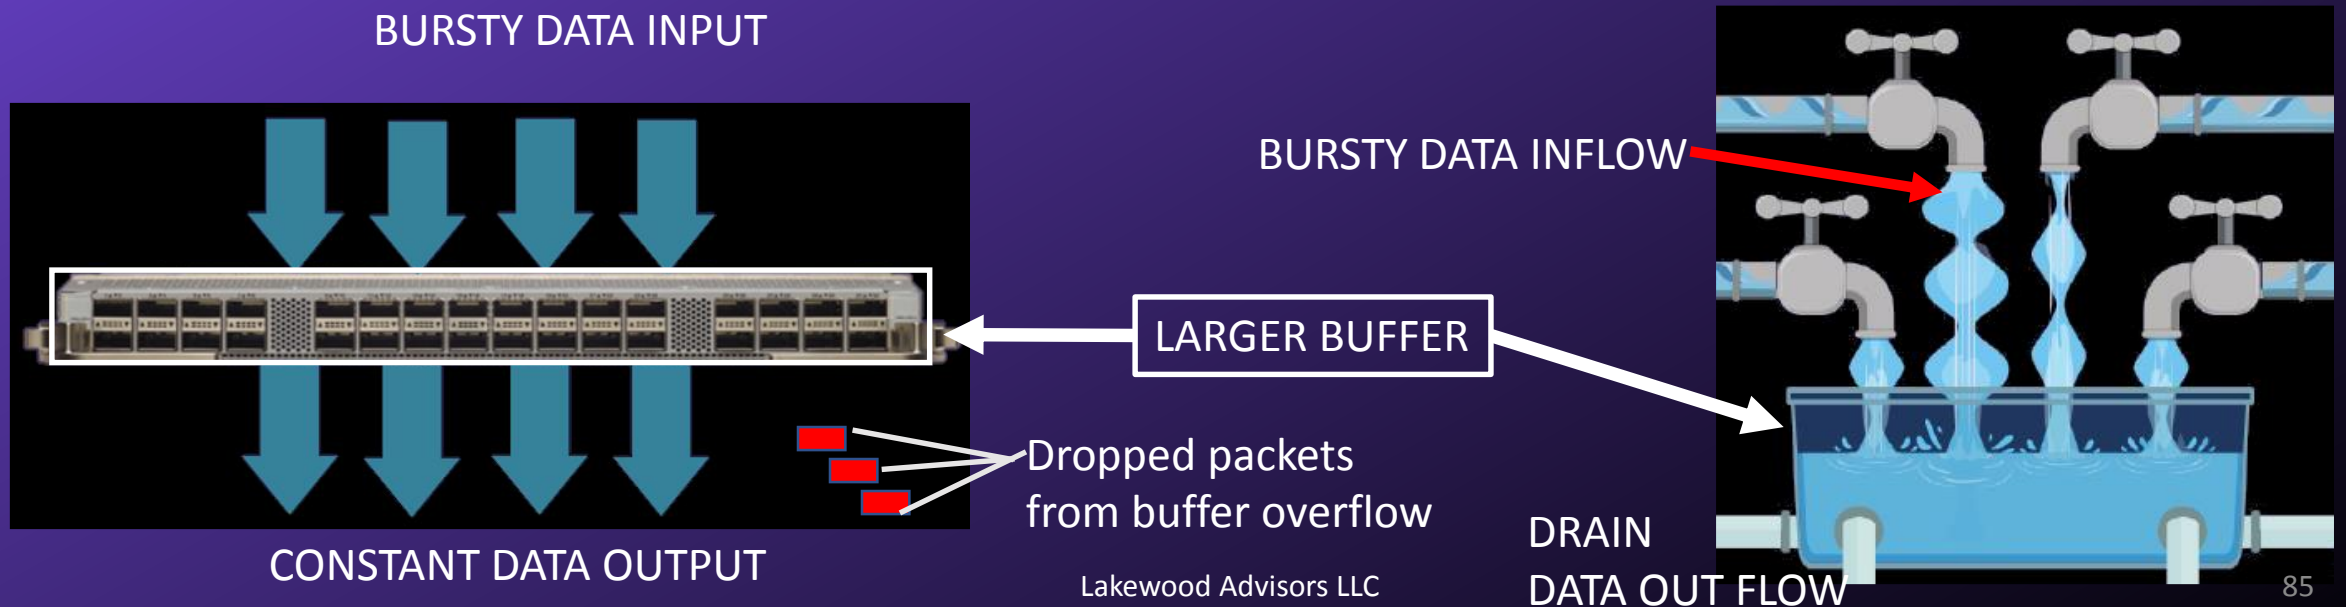 BURSTY DATA INPUT
BURSTY DATA INFLOW
LARGER BUFFER
Dropped packets
from buffer overflow
CONSTANT DATA OUTPUT
DRAIN
DATA OUT FLOW
Lakewood Advisors LLC
85